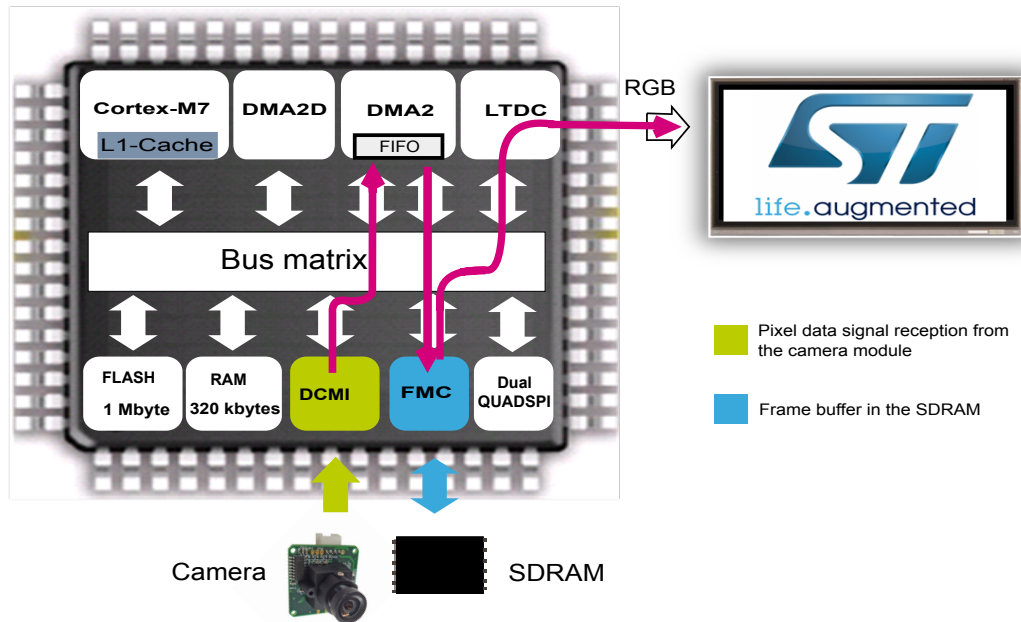 RGB
Cortex-M7
L1-Cache
DMA2D
DMA2
FIFO
LTDC
ST
life.augmented
Bus matrix
Pixel data signal reception from
the camera module
FLASH
1 Mbyte
RAM
320 kbytes
DCMI
FMC
Dual
QUADSPI
Frame buffer in the SDRAM
Camera
SDRAM